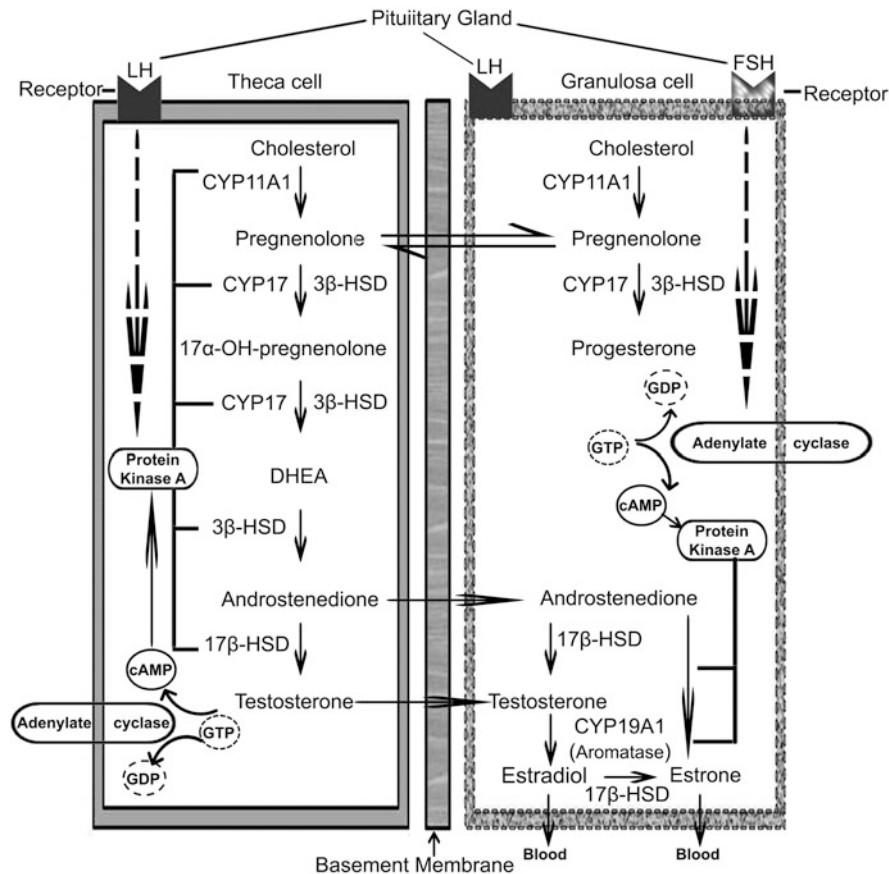 Pituiitary Gland
LH
Theca cell
LH
Granulosa cell
FSH
Receptor
Receptor
Cholesterol
CYP11A1
Pregnenolone
CYP17 3β-HSD
17α-OH-pregnenolone
CYP17 3β-HSD
Protein
Kinase A
DHEA
3β-HSD
Androstenedione
17β-HSD
cAMP
Testosterone
Adenylate cyclase
GTP
GDP
Cholesterol
CYP11A1
Pregnenolone
CYP17 3β-HSD
Progesterone
GDP
GTP
Adenylate cyclase
cAMP
Protein
Kinase A
Androstenedione
17β-HSD
Testosterone
CYP19A1
(Aromatase)
Estradiol
Estrone
17β-HSD
Blood
Blood
Basement Membrane